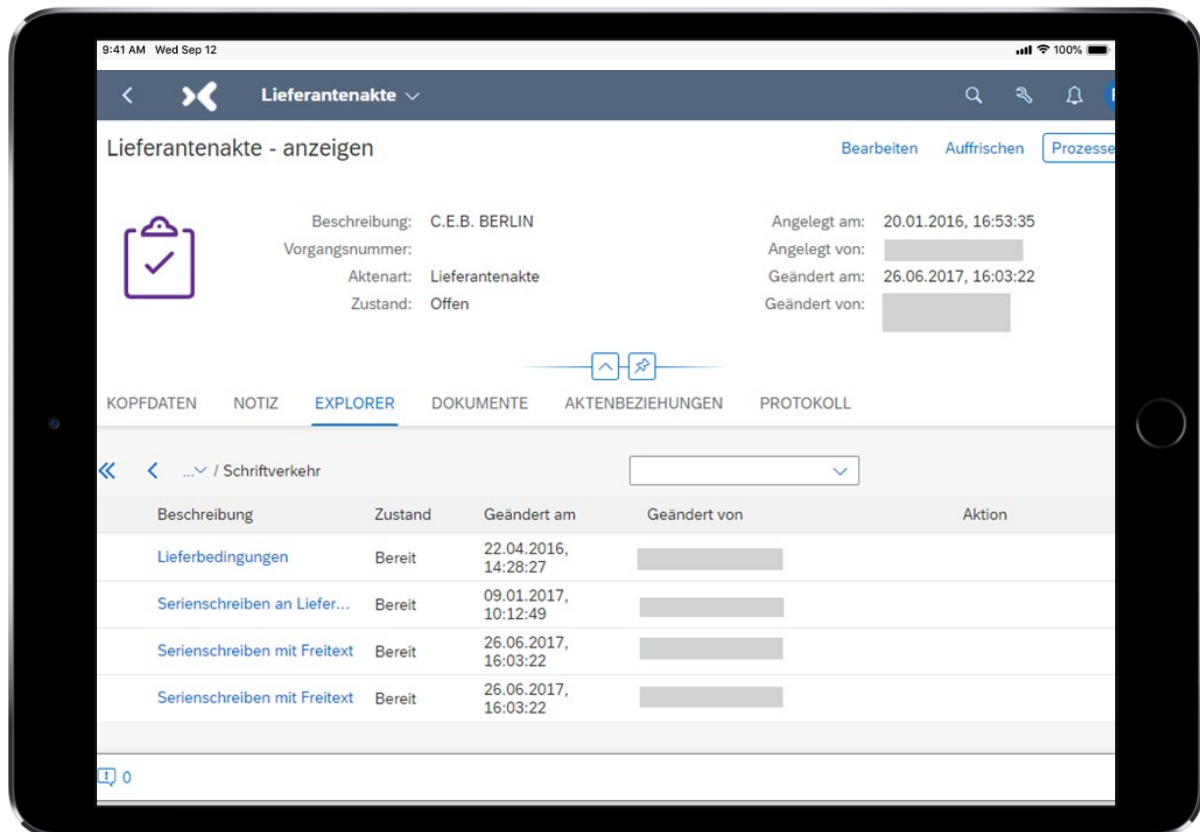 9:41 AM Wed Sep 12
100%
Lieferantenakte
Lieferantenakte - anzeigen
Bearbeiten Auffrischen Prozesse
Beschreibung: C.E.B. BERLIN
Vorgangsnummer:
Aktenart: Lieferantenakte
Zustand: Offen
Angelegt am: 20.01.2016, 16:53:35
Angelegt von:
Geändert am: 26.06.2017, 16:03:22
Geändert von:
KOPFDATEN NOTIZ EXPLORER DOKUMENTE AKTENBEZIEHUNGEN PROTOKOLL
... / Schriftverkehr
Beschreibung Zustand Geändert am Geändert von Aktion
Lieferbedingungen Bereit 22.04.2016,
14:28:27
Serienschreiben an Liefer... Bereit 09.01.2017,
10:12:49
Serienschreiben mit Freitext Bereit 26.06.2017,
16:03:22
Serienschreiben mit Freitext Bereit 26.06.2017,
16:03:22
0